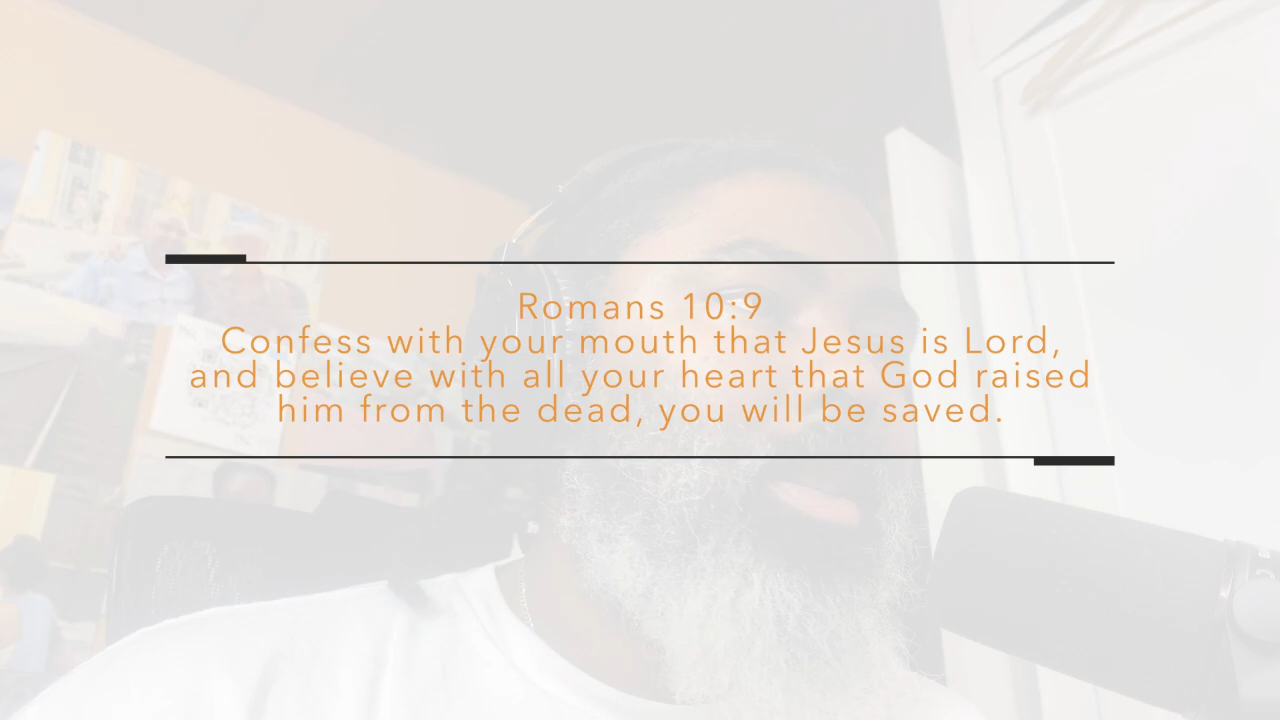 Romans 10:9
Confess with your mouth that Jesus is Lord,
and believe with all your heart that God raised
him from the dead, you will be saved.